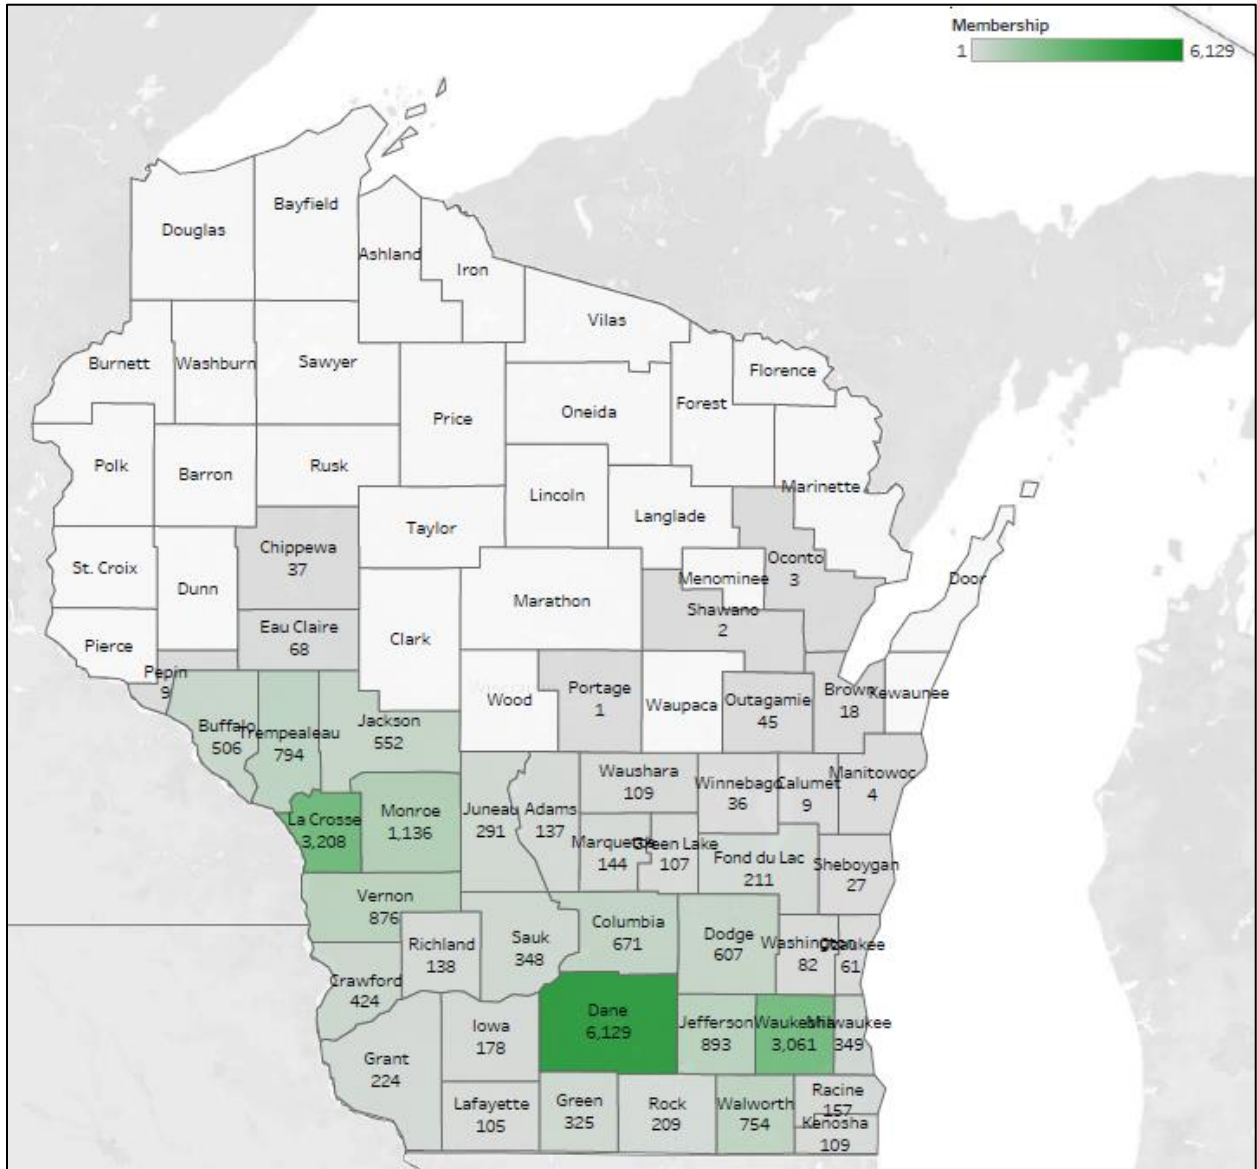 Membership
1
6,129
Bayfield
Douglas
Ashland
Iron
Vilas
Burnett
Washburn
Sawyer
Florence
Forest
Oneida
Price
Polk
Barron
Rusk
Marinette
Lincoln
Langlade
Taylor
Chippewa
37
Oconto
3
St. Croix
Dunn
Menominee
Door
Marathon
Shawano
2
Eau Claire
68
Clark
Pierce
Pepin
9
Portage
1
Wood
Waupaca
Outagamie
45
Brown
18
Kewaunee
Buffalo
506
Trempealeau
794
Jackson
552
Waushara
109
Winnebago
36
Calumet
9
Manitowoc
4
La Crosse
3,208
Monroe
1,136
Juneau
291
Adams
137
Marquette
144
Green Lake
107
Fond du Lac
211
Sheboygan
27
Vernon
876
Richland
138
Sauk
348
Columbia
671
Dodge
607
Washington
82
Ozaukee
61
Crawford
424
Dane
6,129
Iowa
178
Jefferson
893
Waukesha
3,061
Milwaukee
349
Grant
224
Lafayette
105
Green
325
Rock
209
Walworth
754
Racine
157
Kenosha
109